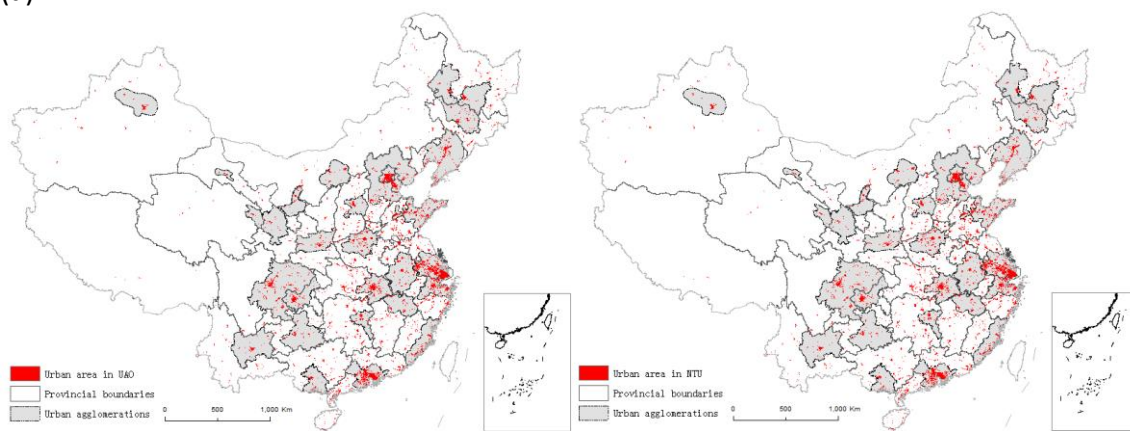 Urban area in UAO
Provincial boundaries
Urban agglomerations
0 500 1,000 Km
Urban area in NTU
Provincial boundaries
Urban agglomerations
0 500 1,000 Km